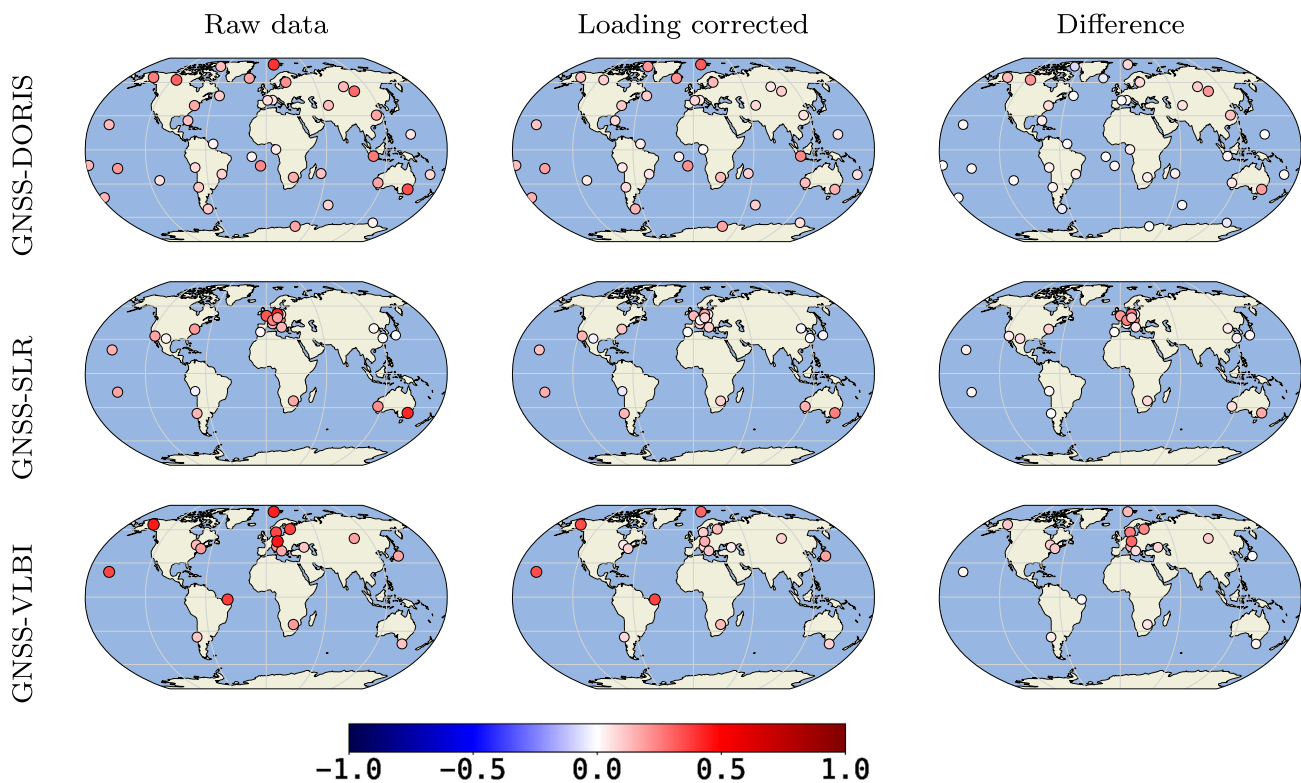 Raw data
Loading corrected
Difference
GNSS-DORIS
GNSS-SLR
GNSS-VLBI
−1.0 −0.5 0.0 0.5 1.0